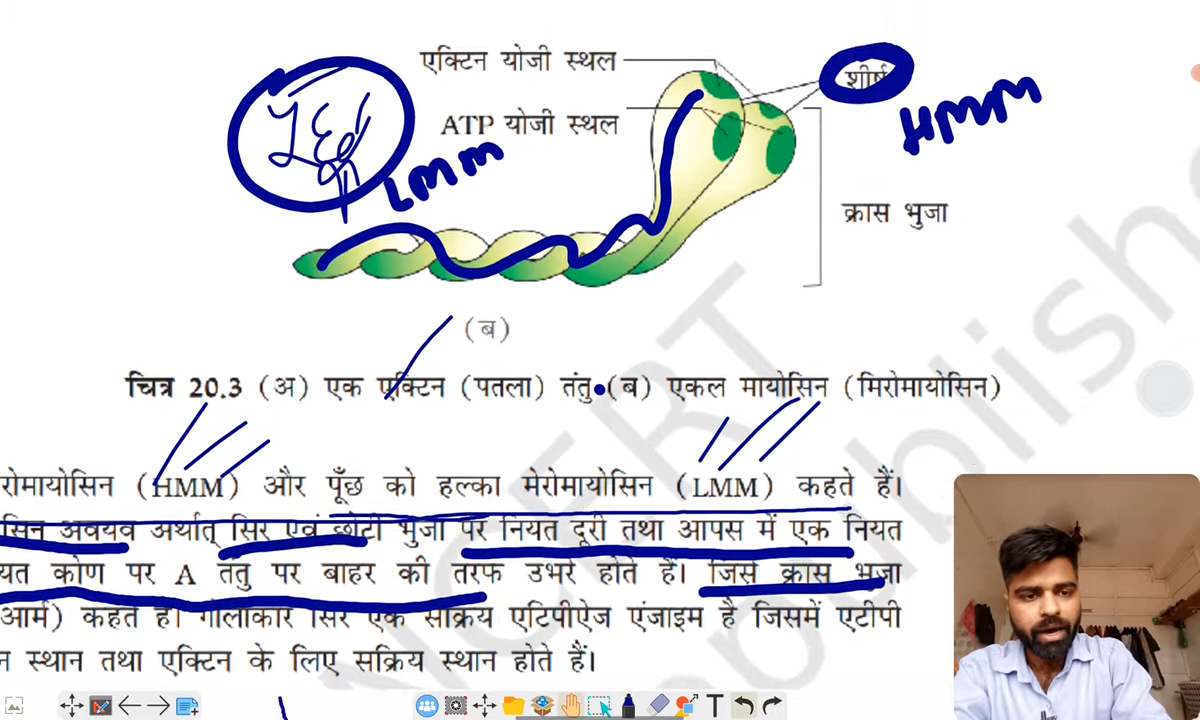 एक्टिन योजी स्थल
शीर्ष
HMM
ATP योजी स्थल
LMM
क्रास भुजा
(ब)
चित्र 20.3 (अ) एक एक्टिन (पतला) तंतु (ब) एकल मायोसिन (मिरोमायोसिन)
रोमायोसिन (HMM) और पूँछ को हल्का मेरोमायोसिन (LMM) कहते हैं।
सिन अवयव अर्थात् सिर एवं छोटी भुजा पर नियत दूरी तथा आपस में एक नियत
यत कोण पर A तंतु पर बाहर की तरफ उभरे होते हैं। जिसे क्रास भुजा
आर्म) कहते हैं। गोलाकार सिर एक सक्रिय एटिपीऐज एंजाइम है जिसमें एटीपी
न स्थान तथा एक्टिन के लिए सक्रिय स्थान होते हैं।
NCERT
T